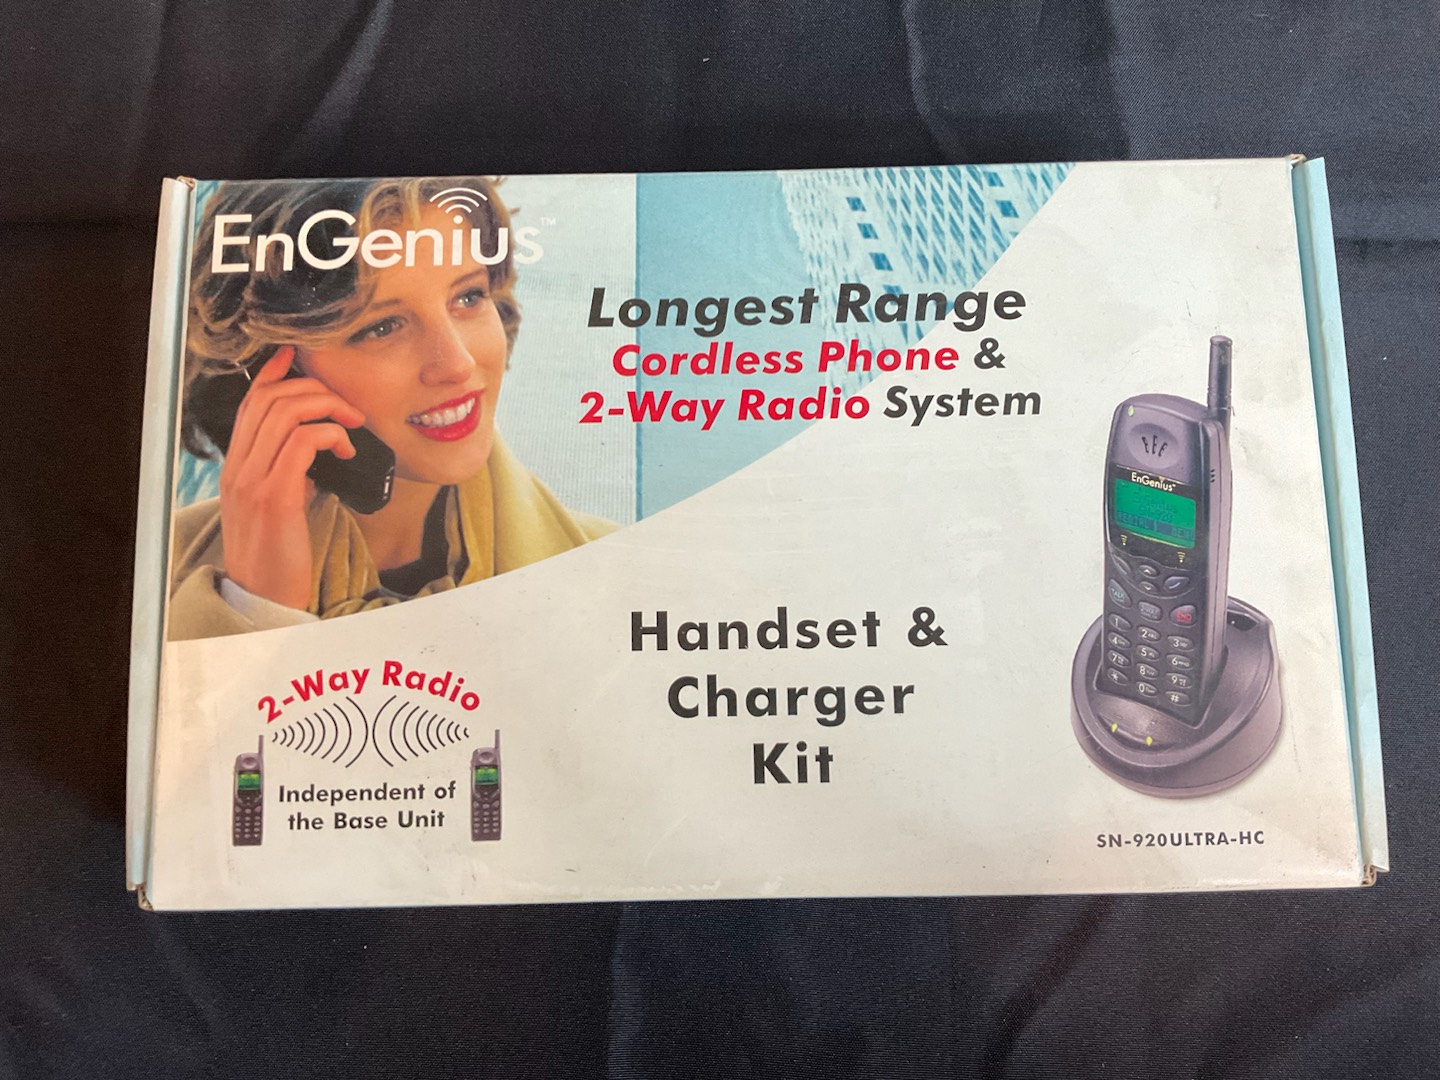 EnGenius™
Longest Range
Cordless Phone &
2-Way Radio System
EnGenius
Handset &
Charger
Kit
2-Way Radio
Independent of
the Base Unit
SN-920ULTRA-HC